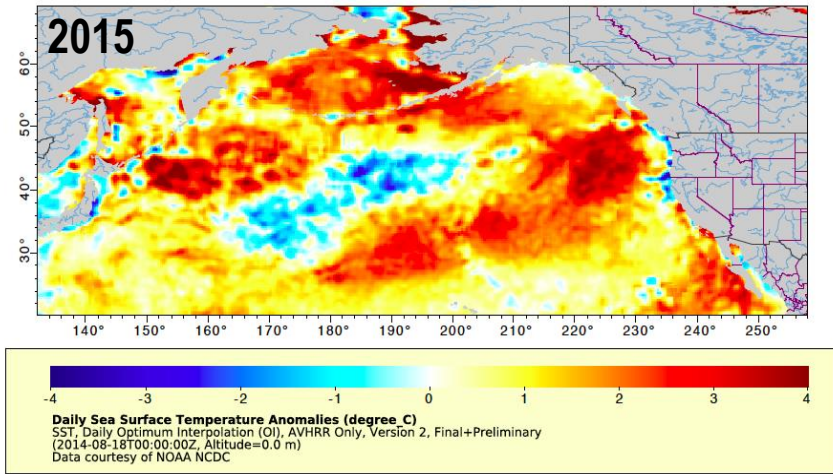 2015
60°
50°
40°
30°
140° 150° 160° 170° 180° 190° 200° 210° 220° 230° 240° 250°
-4 -3 -2 -1 0 1 2 3 4
Daily Sea Surface Temperature Anomalies (degree_C)
SST, Daily Optimum Interpolation (OI), AVHRR Only, Version 2, Final+Preliminary
(2014-08-18T00:00:00Z, Altitude=0.0 m)
Data courtesy of NOAA NCDC